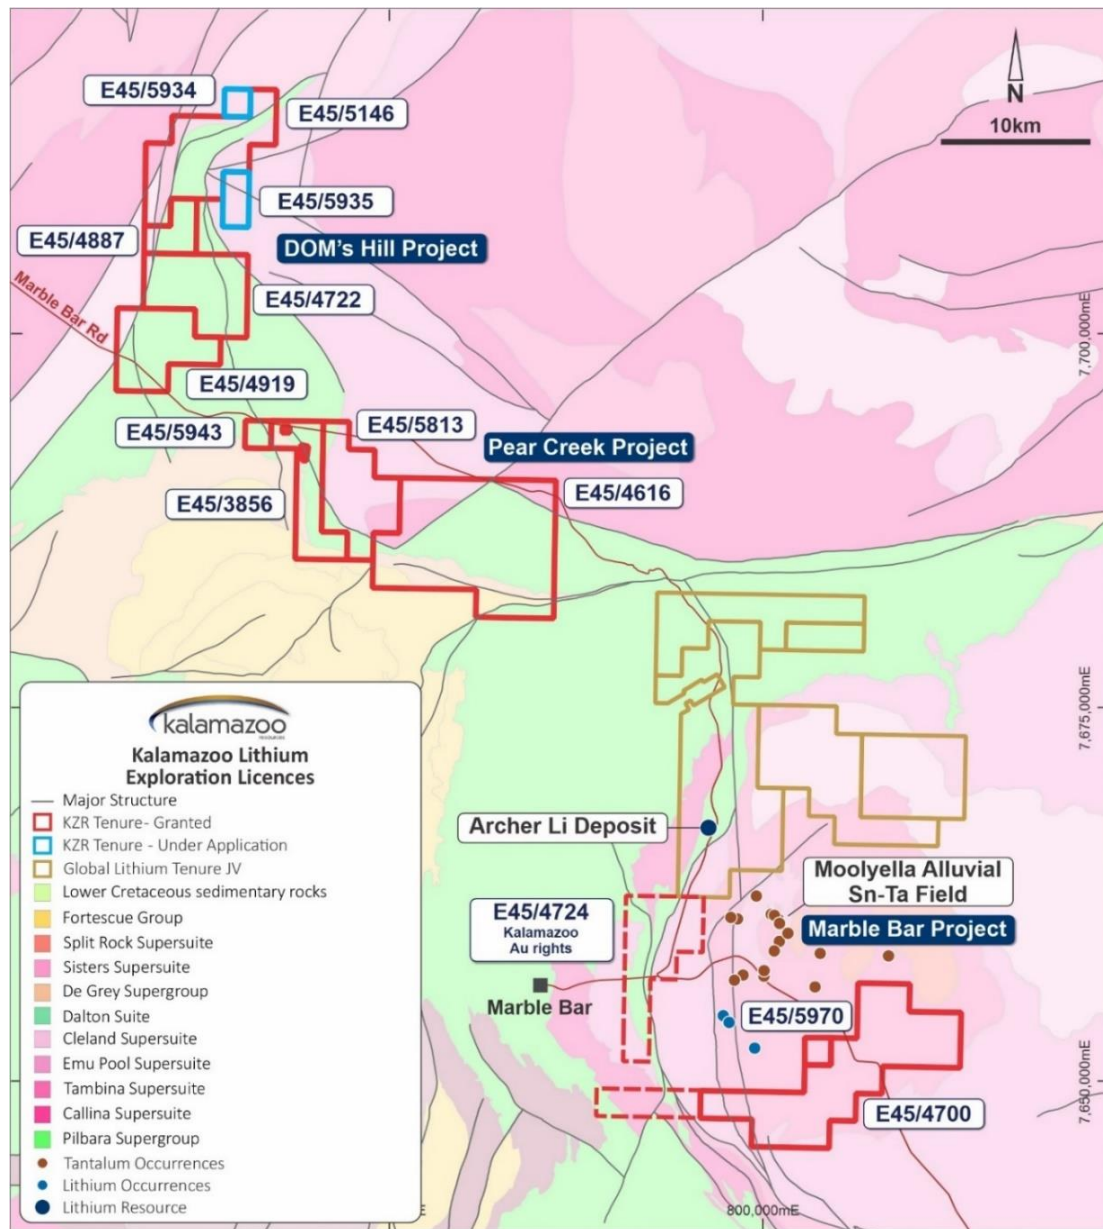 E45/5934
E45/5146
N
10km
E45/5935
E45/4887
DOM's Hill Project
Marble Bar Rd
E45/4722
7,700,000mE
E45/4919
E45/5943
E45/5813
Pear Creek Project
E45/3856
E45/4616
7,675,000mE
kalamazoo
resources
Kalamazoo Lithium
Exploration Licences
Major Structure
KZR Tenure- Granted
KZR Tenure - Under Application
Global Lithium Tenure JV
Lower Cretaceous sedimentary rocks
Fortescue Group
Split Rock Supersuite
Sisters Supersuite
De Grey Supergroup
Dalton Suite
Cleland Supersuite
Emu Pool Supersuite
Tambina Supersuite
Callina Supersuite
Pilbara Supergroup
Tantalum Occurrences
Lithium Occurrences
Lithium Resource
Archer Li Deposit
Moolyella Alluvial
Sn-Ta Field
E45/4724
Kalamazoo
Au rights
Marble Bar Project
Marble Bar
E45/5970
E45/4700
7,650,000mE
800,000mE